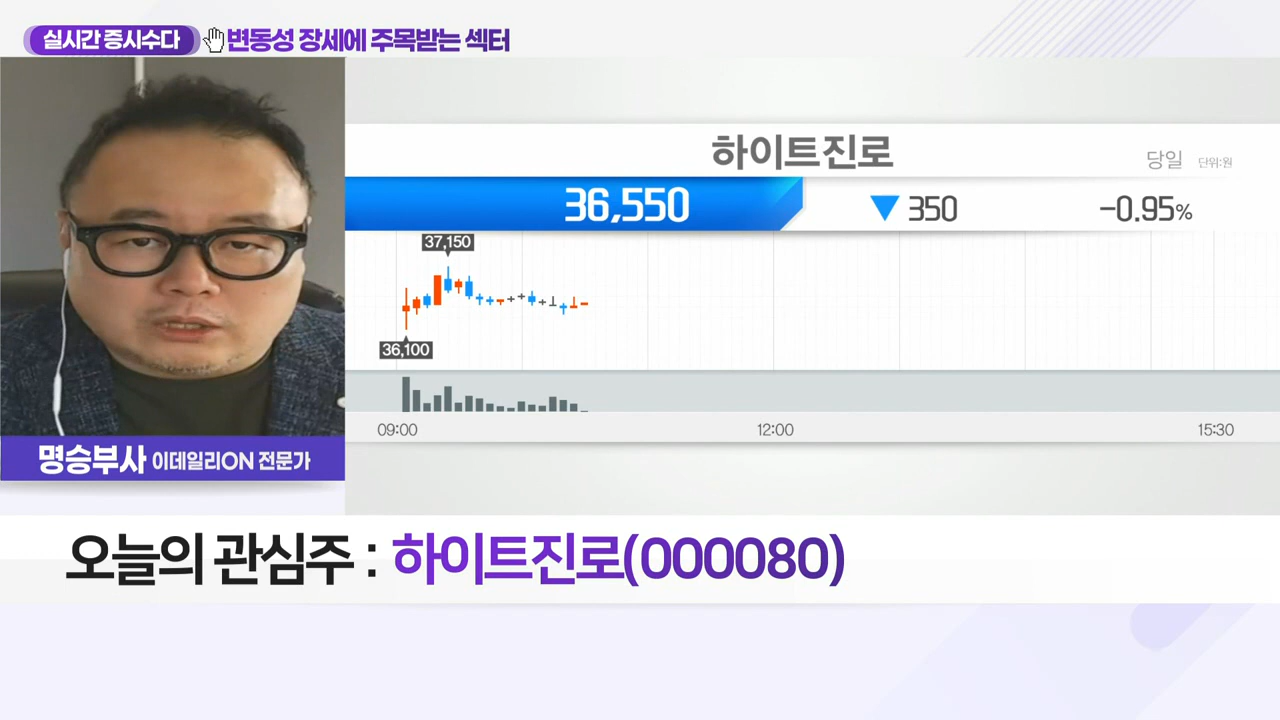 실시간 증시수다 변동성 장세에 주목받는 섹터
하이트진로
당일 단위:원
36,550 ▼ 350 -0.95%
37,150
36,100
09:00 12:00 15:30
명승부사 이데일리ON 전문가
오늘의 관심주 : 하이트진로(000080)